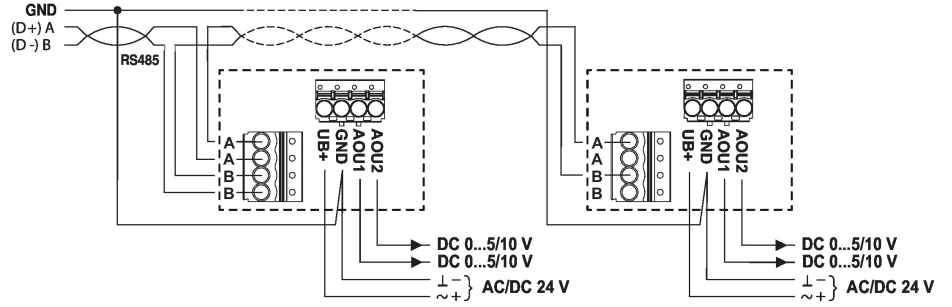 GND
(D+) A
(D -) B
RS485
UB+ GND AOU1 AOU2
A
A
B
B
UB+ GND AOU1 AOU2
A
A
B
B
DC 0...5/10 V
DC 0...5/10 V
⊥ −
AC/DC 24 V
~ +
DC 0...5/10 V
DC 0...5/10 V
⊥ −
AC/DC 24 V
~ +